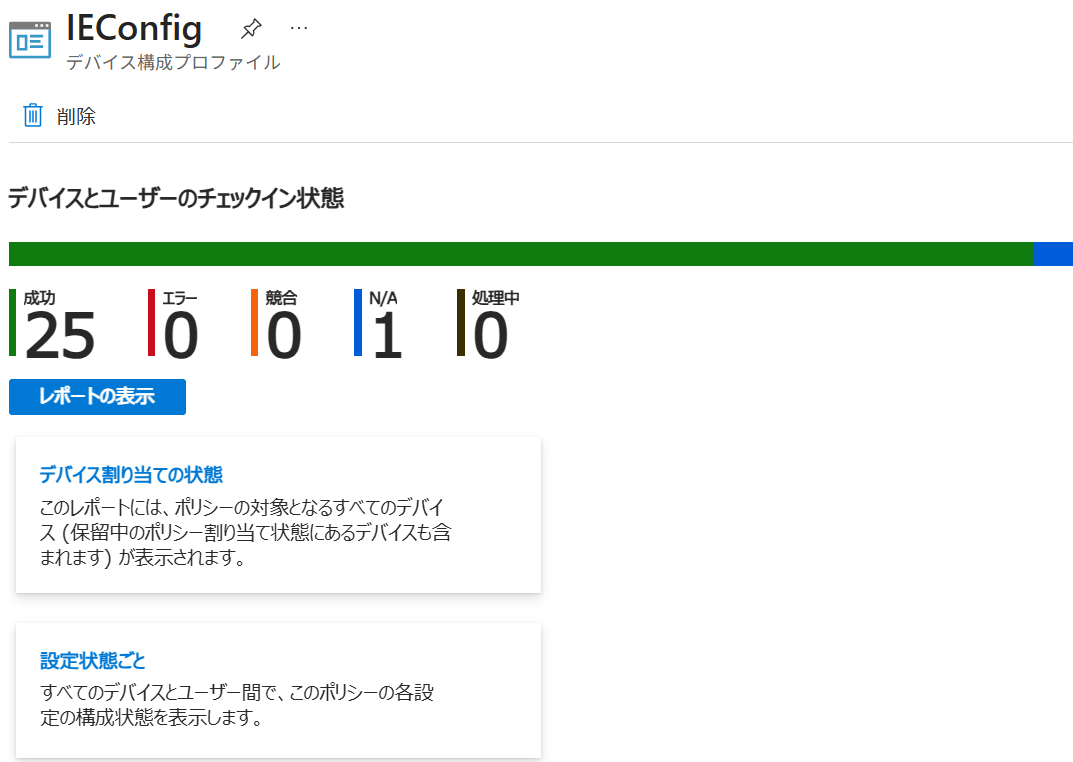 IEConfig
デバイス構成プロファイル
削除
デバイスとユーザーのチェックイン状態
成功
25
エラー
0
競合
0
N/A
1
処理中
0
レポートの表示
デバイス割り当ての状態
このレポートには、ポリシーの対象となるすべてのデバイ
ス (保留中のポリシー割り当て状態にあるデバイスも含
まれます) が表示されます。
設定状態ごと
すべてのデバイスとユーザー間で、このポリシーの各設
定の構成状態を表示します。